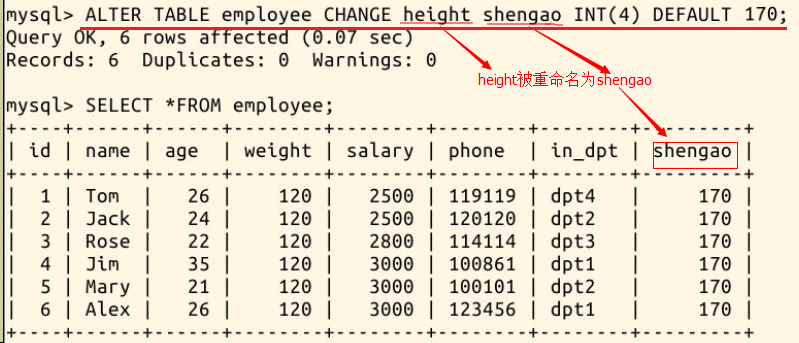 mysql> ALTER TABLE employee CHANGE height shengao INT(4) DEFAULT 170;
Query OK, 6 rows affected (0.07 sec)
Records: 6  Duplicates: 0  Warnings: 0
height被重命名为shengao
mysql> SELECT *FROM employee;
+----+------+------+--------+--------+--------+--------+---------+
| id | name | age  | weight | salary | phone  | in_dpt | shengao |
+----+------+------+--------+--------+--------+--------+---------+
|  1 | Tom  |   26 |    120 |   2500 | 119119 | dpt4   |     170 |
|  2 | Jack |   24 |    120 |   2500 | 120120 | dpt2   |     170 |
|  3 | Rose |   22 |    120 |   2800 | 114114 | dpt3   |     170 |
|  4 | Jim  |   35 |    120 |   3000 | 100861 | dpt1   |     170 |
|  5 | Mary |   21 |    120 |   3000 | 100101 | dpt2   |     170 |
|  6 | Alex |   26 |    120 |   3000 | 123456 | dpt1   |     170 |
+----+------+------+--------+--------+--------+--------+---------+